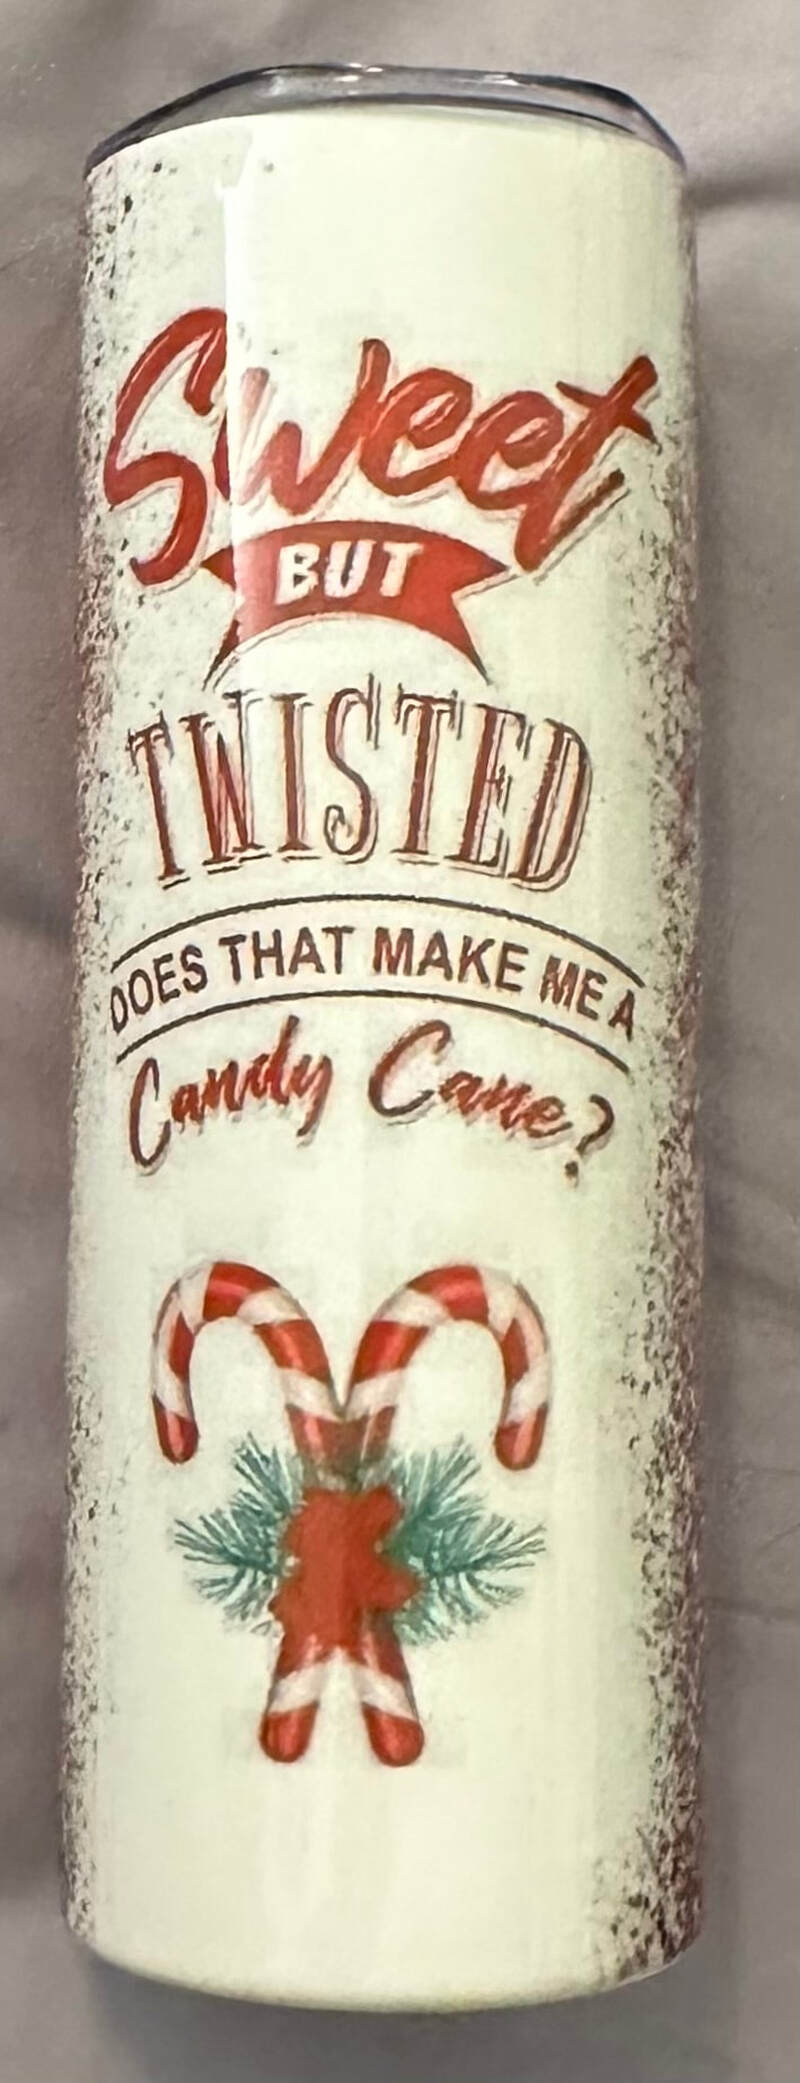 Sweet
BUT
TWISTED
DOES THAT MAKE ME A
Candy Cane?